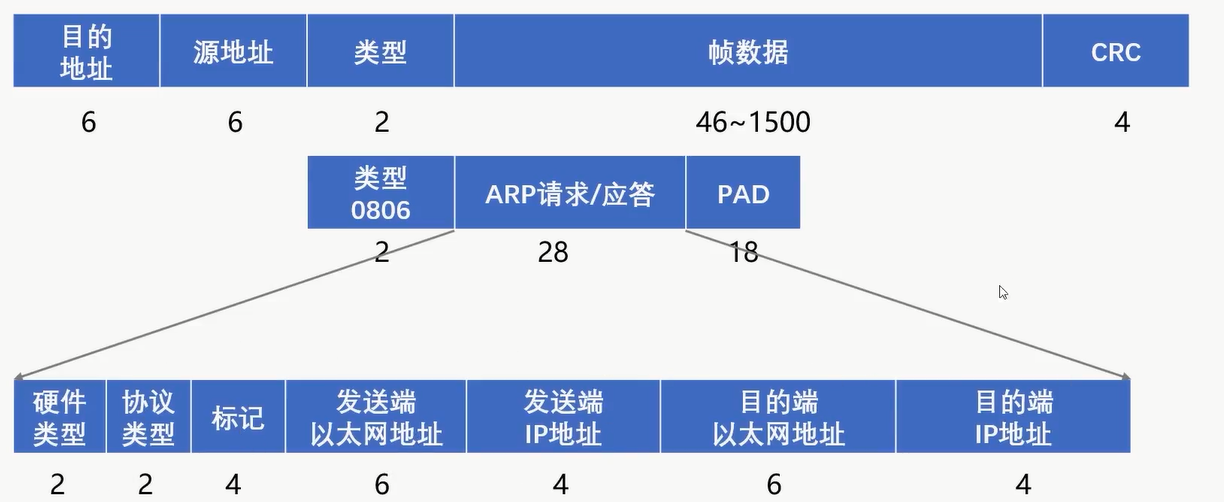 目的
地址
源地址
类型
帧数据
CRC
6
6
2
46~1500
4
类型
0806
ARP请求/应答
PAD
2
28
18
硬件
类型
协议
类型
标记
发送端
以太网地址
发送端
IP地址
目的端
以太网地址
目的端
IP地址
2
2
4
6
4
6
4